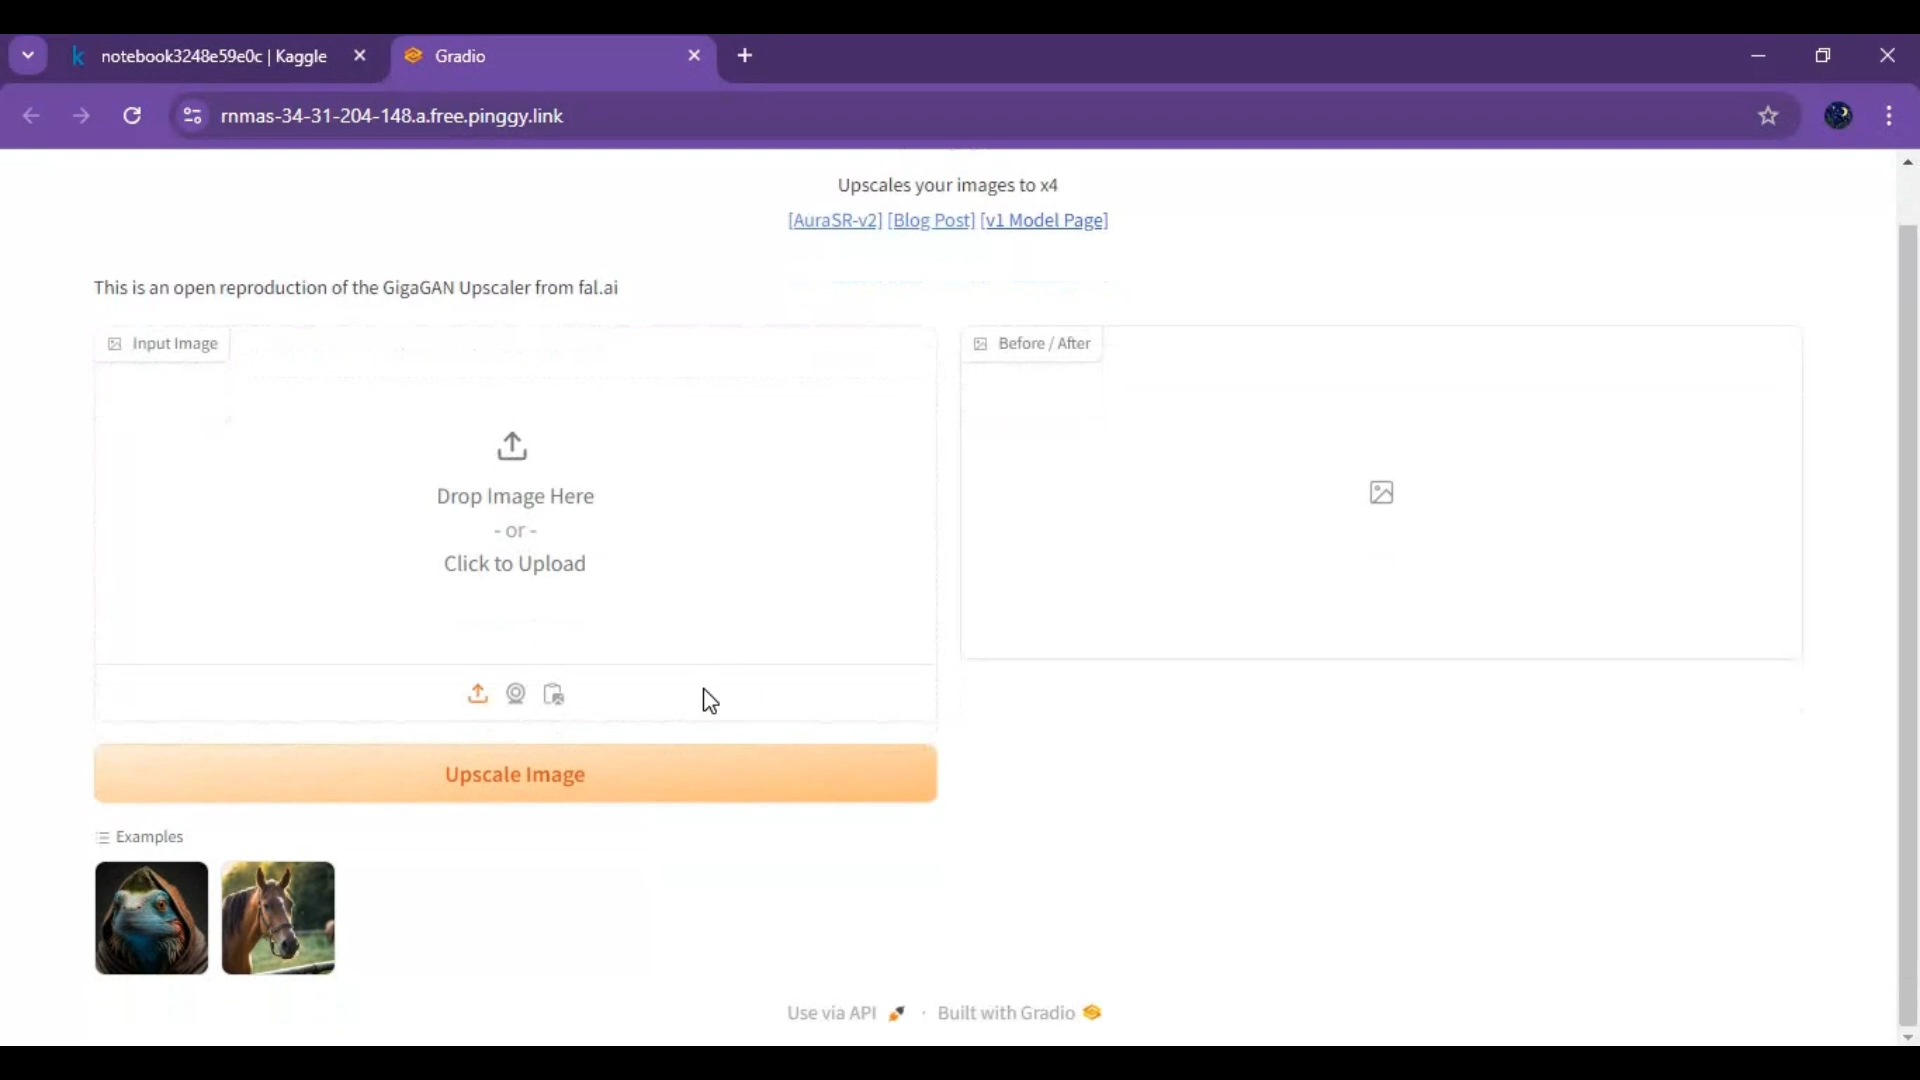 notebook3248e59e0c | Kaggle
Gradio
rnmas-34-31-204-148.a.free.pinggy.link
Upscales your images to x4
[AuraSR-v2] [Blog Post] [v1 Model Page]
This is an open reproduction of the GigaGAN Upscaler from fal.ai
Input Image
Before / After
Drop Image Here
- or -
Click to Upload
Upscale Image
Examples
Use via API · Built with Gradio